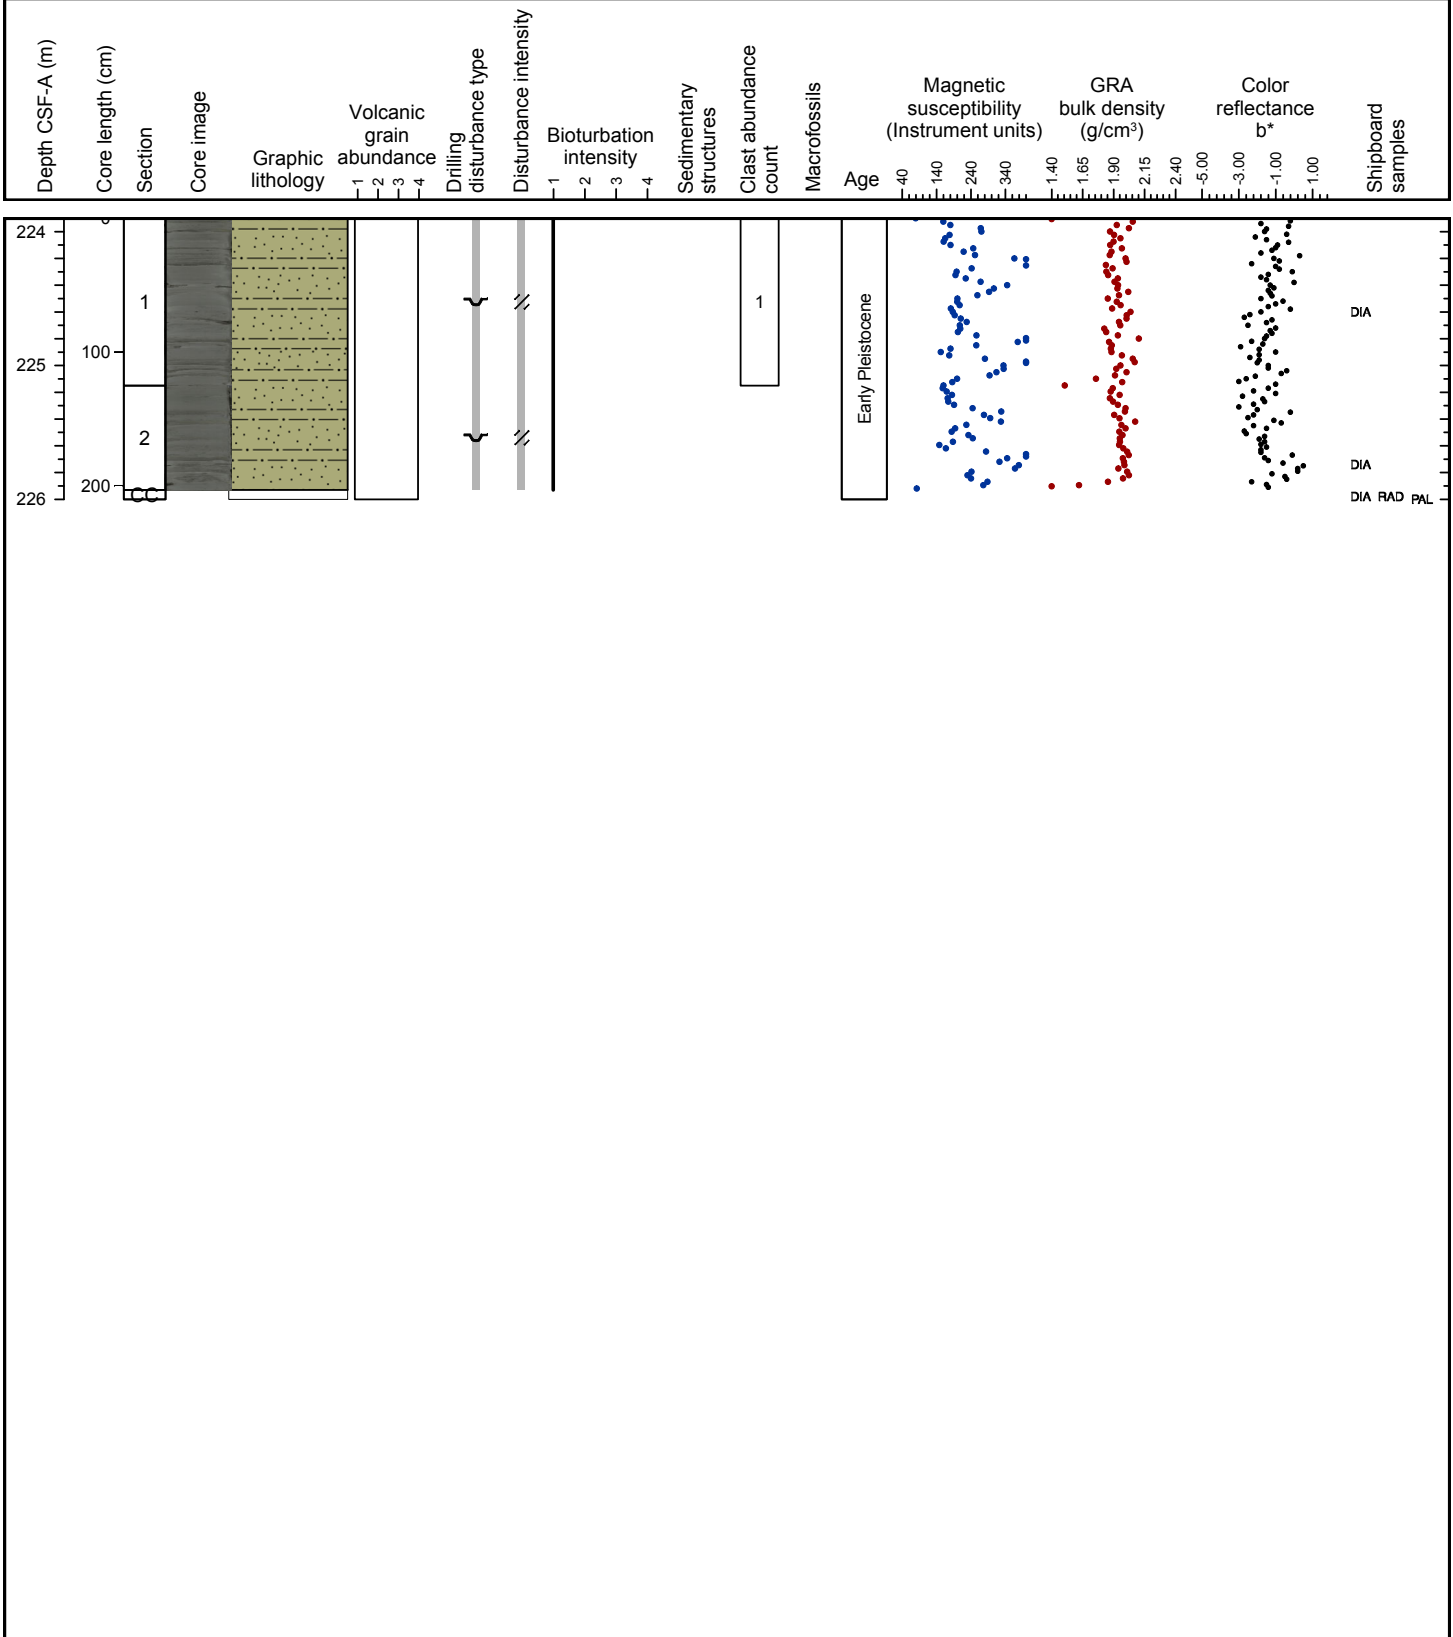 Depth CSF-A (m)
Core length (cm)
Section
Core image
Graphic
lithology
Volcanic
grain
abundance
1 2 3 4
Drilling
disturbance type
Disturbance intensity
Bioturbation
intensity
1 2 3 4
Sedimentary
structures
Clast abundance
count
Macrofossils
Age
Magnetic
susceptibility
(Instrument units)
40 140 240 340
GRA
bulk density
(g/cm³)
1.40 1.65 1.90 2.15 2.40
Color
reflectance
b*
-5.00 -3.00 -1.00 1.00
Shipboard
samples
0
224
1
1
DIA
Early Pleistocene
100
225
2
DIA
200
CC
226
DIA RAD PAL